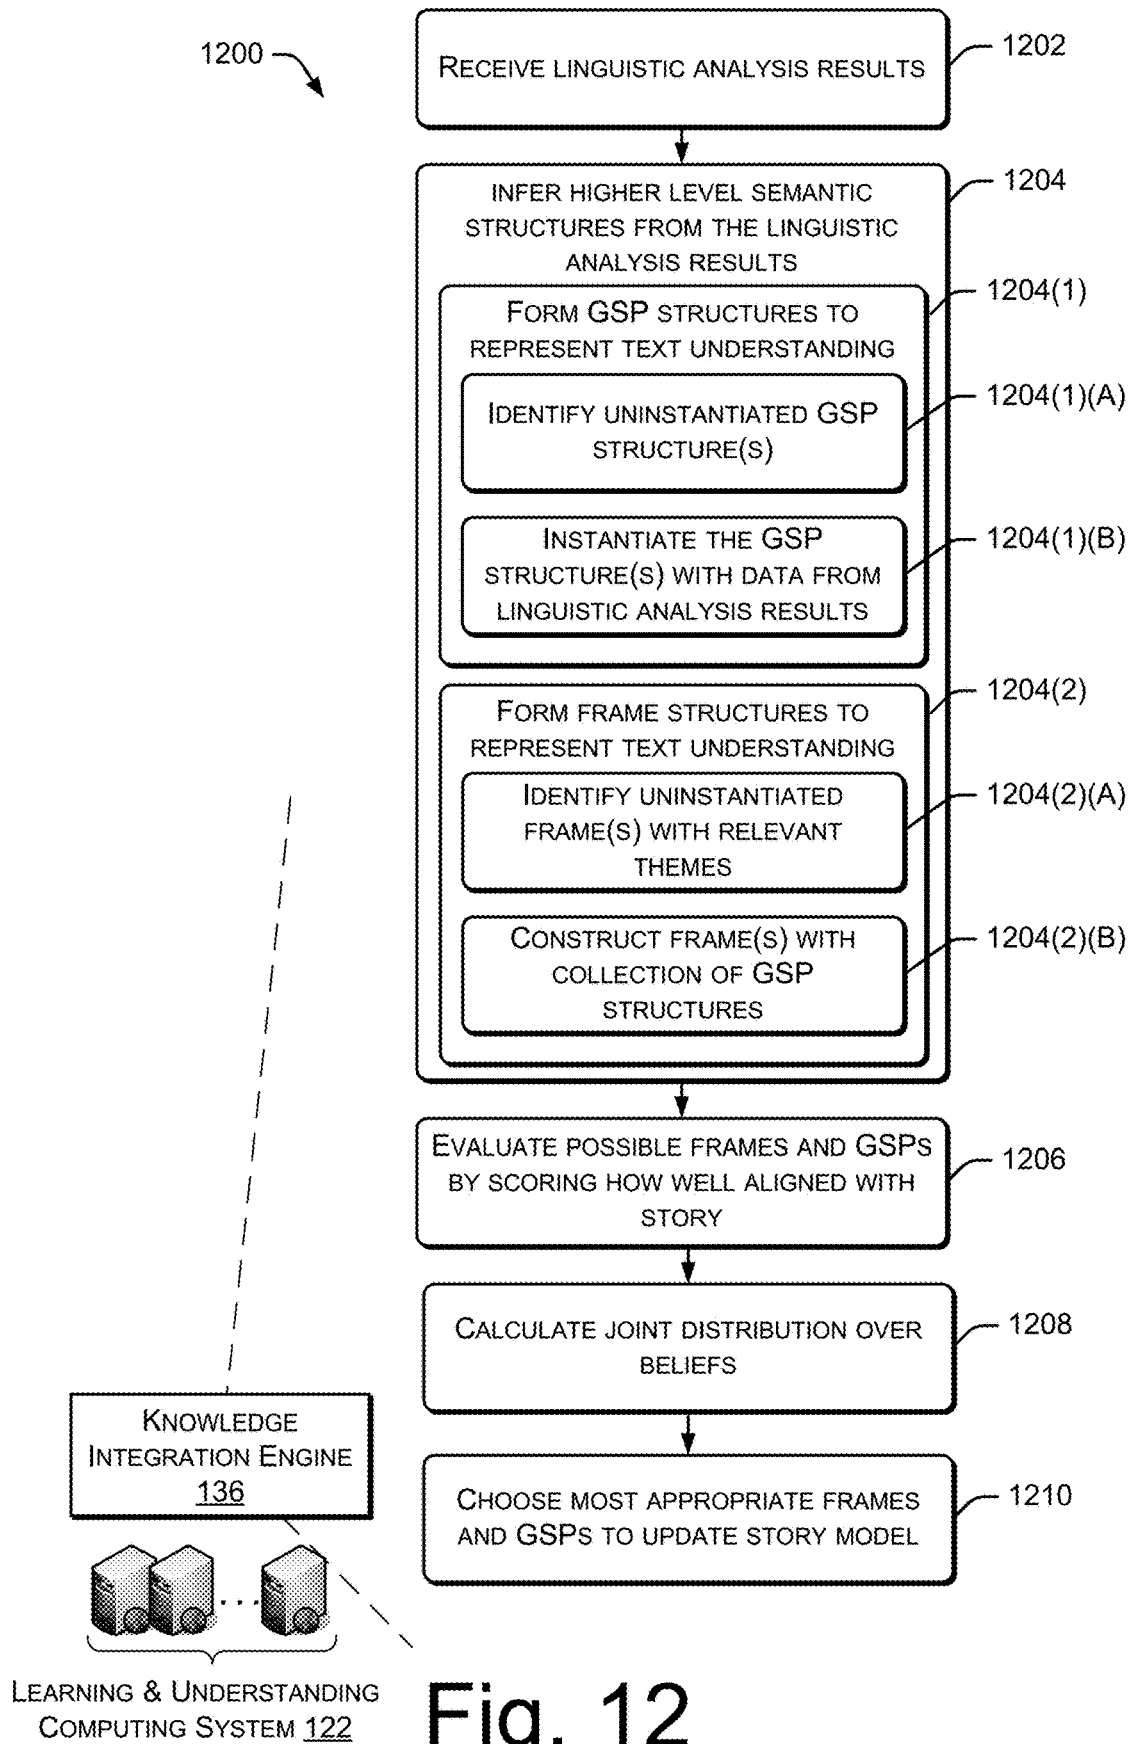 1200
RECEIVE LINGUISTIC ANALYSIS RESULTS
1202
INFER HIGHER LEVEL SEMANTIC
STRUCTURES FROM THE LINGUISTIC
ANALYSIS RESULTS
1204
FORM GSP STRUCTURES TO
REPRESENT TEXT UNDERSTANDING
1204(1)
IDENTIFY UNINSTANTIATED GSP
STRUCTURE(S)
1204(1)(A)
INSTANTIATE THE GSP
STRUCTURE(S) WITH DATA FROM
LINGUISTIC ANALYSIS RESULTS
1204(1)(B)
FORM FRAME STRUCTURES TO
REPRESENT TEXT UNDERSTANDING
1204(2)
IDENTIFY UNINSTANTIATED
FRAME(S) WITH RELEVANT
THEMES
1204(2)(A)
CONSTRUCT FRAME(S) WITH
COLLECTION OF GSP
STRUCTURES
1204(2)(B)
EVALUATE POSSIBLE FRAMES AND GSPS
BY SCORING HOW WELL ALIGNED WITH
STORY
1206
CALCULATE JOINT DISTRIBUTION OVER
BELIEFS
1208
CHOOSE MOST APPROPRIATE FRAMES
AND GSPS TO UPDATE STORY MODEL
1210
KNOWLEDGE
INTEGRATION ENGINE
136
...
LEARNING & UNDERSTANDING
COMPUTING SYSTEM 122
Fig. 12